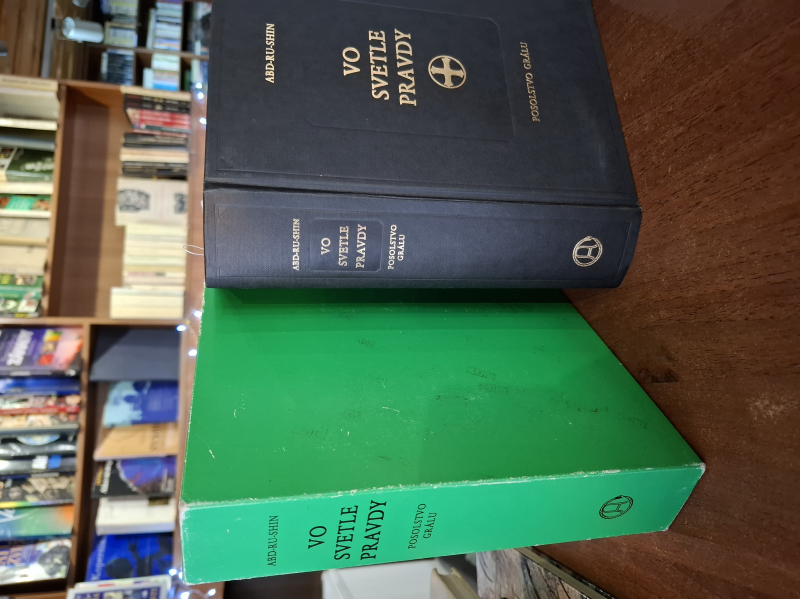 ABD-RU-SHIN
VO
SVETLE
PRAVDY
POSOLSTVO GRÁLU
ABD-RU-SHIN
VO
SVETLE
PRAVDY
POSOLSTVO
GRÁLU
ABD-RU-SHIN
VO
SVETLE
PRAVDY
POSOLSTVO
GRÁLU